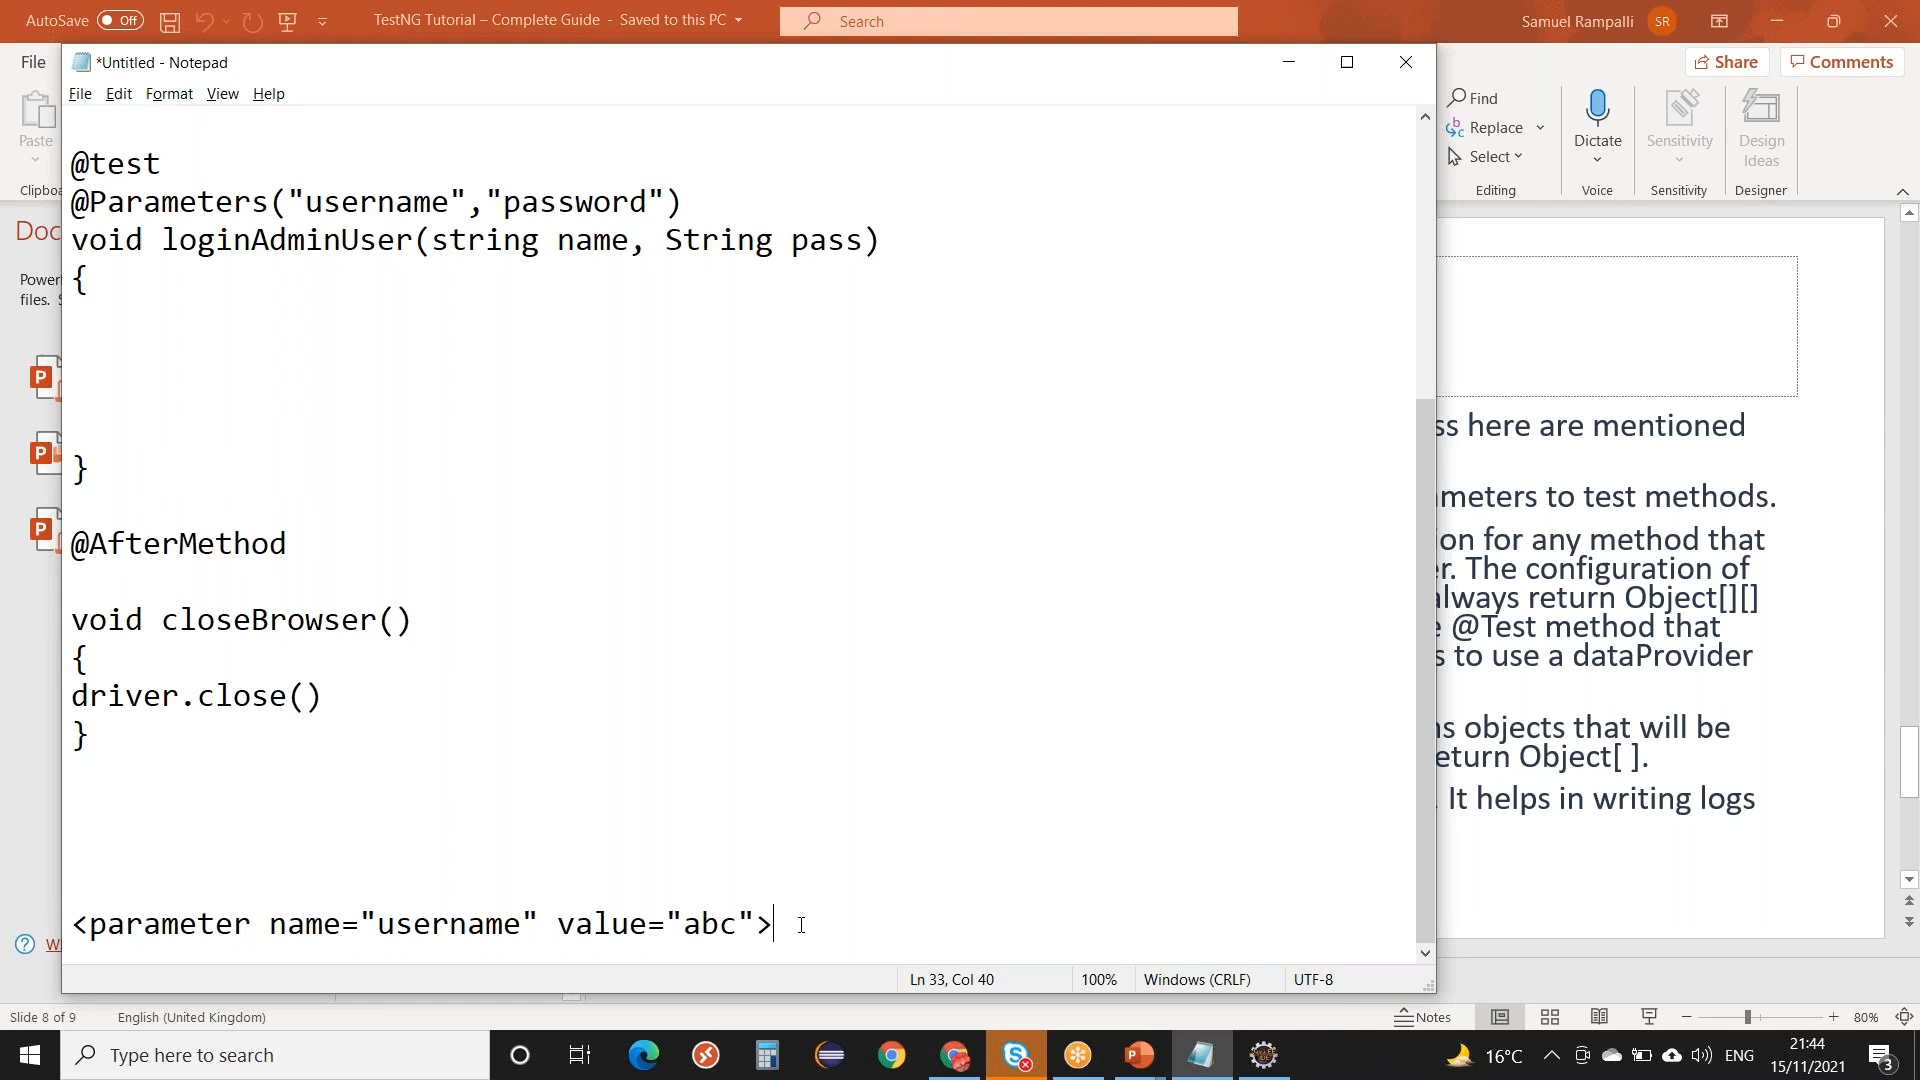 AutoSave Off TestNG Tutorial – Complete Guide - Saved to this PC Search Samuel Rampalli SR
File Share Comments
*Untitled - Notepad
File Edit Format View Help
Paste
Find
Replace
Select
Editing
Dictate
Voice
Sensitivity
Sensitivity
Design
Ideas
Designer
@test
@Parameters("username","password")
void loginAdminUser(string name, String pass)
{
}
@AfterMethod
void closeBrowser()
{
driver.close()
}
<parameter name="username" value="abc">
Ln 33, Col 40 100% Windows (CRLF) UTF-8
ss here are mentioned
meters to test methods.
on for any method that
er. The configuration of
always return Object[][]
e @Test method that
s to use a dataProvider
ns objects that will be
eturn Object[ ].
. It helps in writing logs
Slide 8 of 9 English (United Kingdom) Notes 80%
Type here to search 16°C ENG 21:44
15/11/2021
3